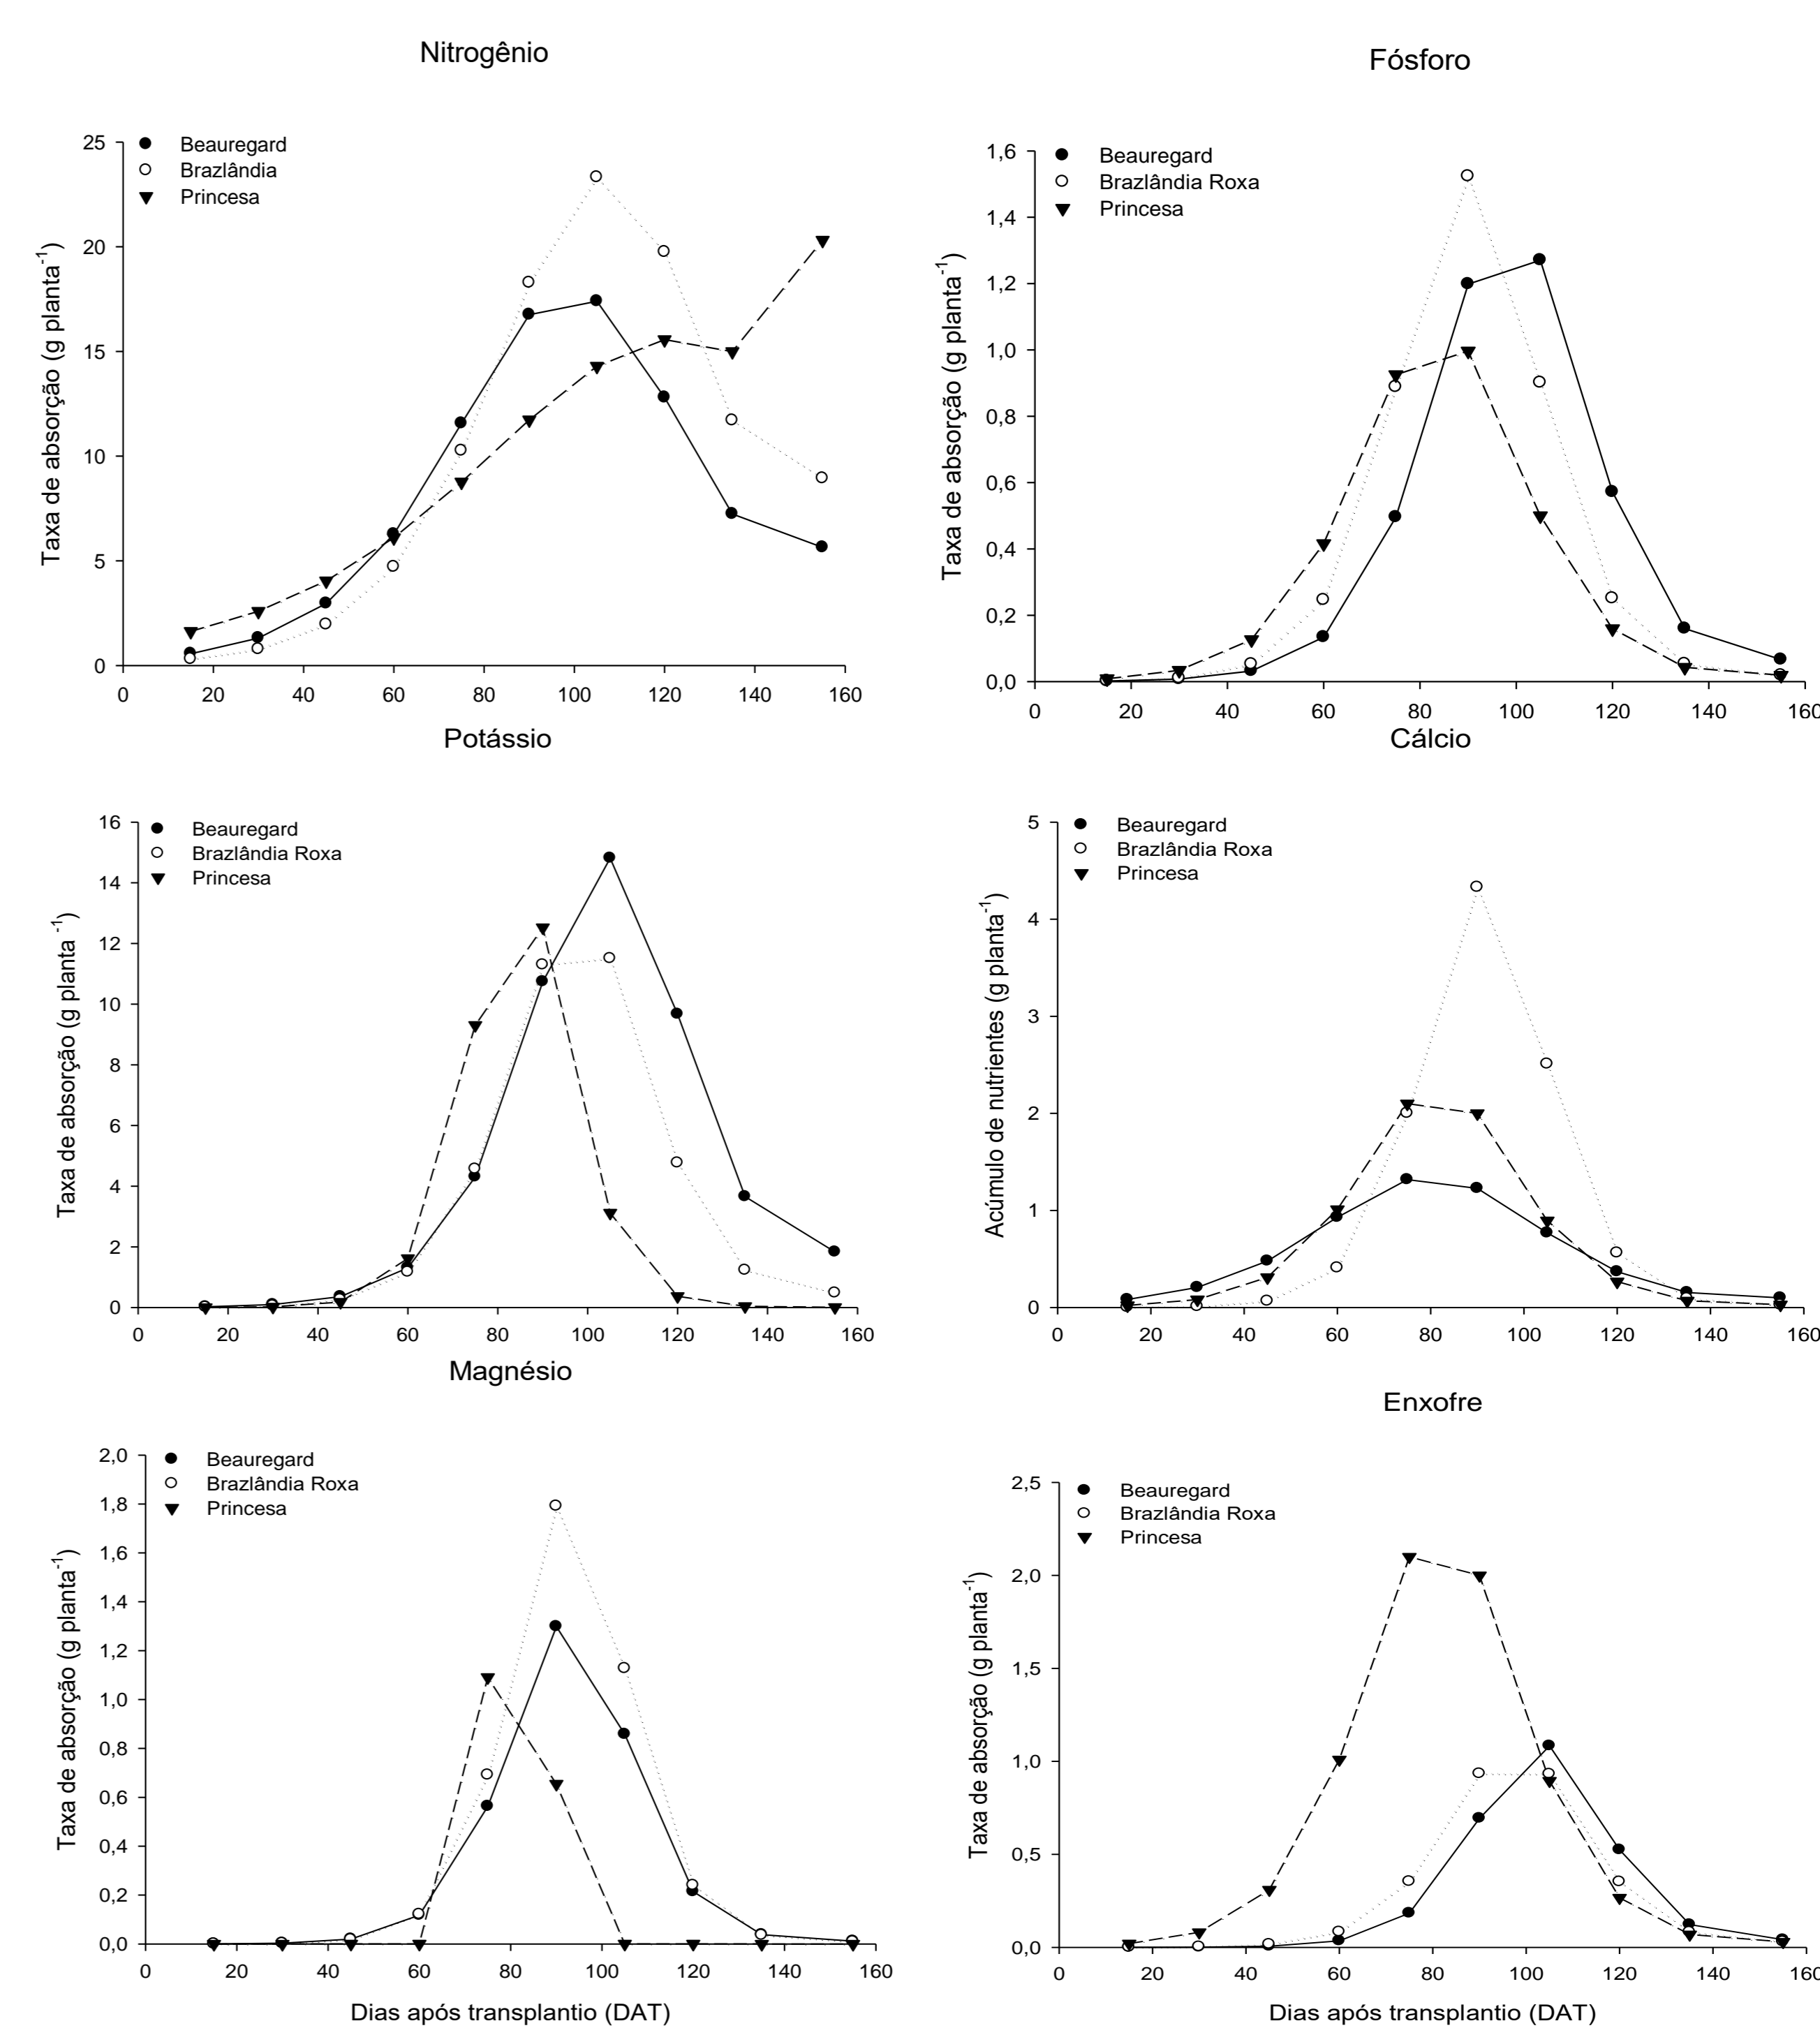 Nitrogênio
Taxa de absorção (g planta-1)
25
20
15
10
5
0
Beauregard
Brazlândia
Princesa
0 20 40 60 80 100 120 140 160
Fósforo
Taxa de absorção (g planta-1)
1,6
1,4
1,2
1,0
0,8
0,6
0,4
0,2
0,0
Beauregard
Brazlândia Roxa
Princesa
0 20 40 60 80 100 120 140 160
Potássio
Taxa de absorção (g planta -1)
16
14
12
10
8
6
4
2
0
Beauregard
Brazlândia Roxa
Princesa
0 20 40 60 80 100 120 140 160
Cálcio
Acúmulo de nutrientes (g planta-1)
5
4
3
2
1
0
Beauregard
Brazlândia Roxa
Princesa
0 20 40 60 80 100 120 140 160
Magnésio
Taxa de absorção (g planta-1)
2,0
1,8
1,6
1,4
1,2
1,0
0,8
0,6
0,4
0,2
0,0
Beauregard
Brazlândia Roxa
Princesa
0 20 40 60 80 100 120 140 160
Dias após transplantio (DAT)
Enxofre
Taxa de absorção (g planta-1)
2,5
2,0
1,5
1,0
0,5
0,0
Beauregard
Brazlândia Roxa
Princesa
0 20 40 60 80 100 120 140 160
Dias após transplantio (DAT)